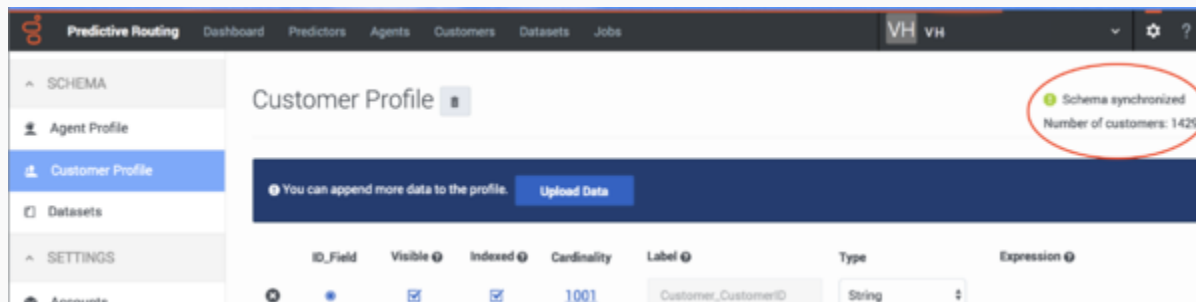 Predictive Routing Dashboard Predictors Agents Customers Datasets Jobs VH VH ?
SCHEMA
Customer Profile
Schema synchronized
Number of customers: 1429
Agent Profile
Customer Profile
You can append more data to the profile. Upload Data
Datasets
SETTINGS
ID_Field Visible Indexed Cardinality Label Type Expression
Accounts
1001 Customer_CustomerID String